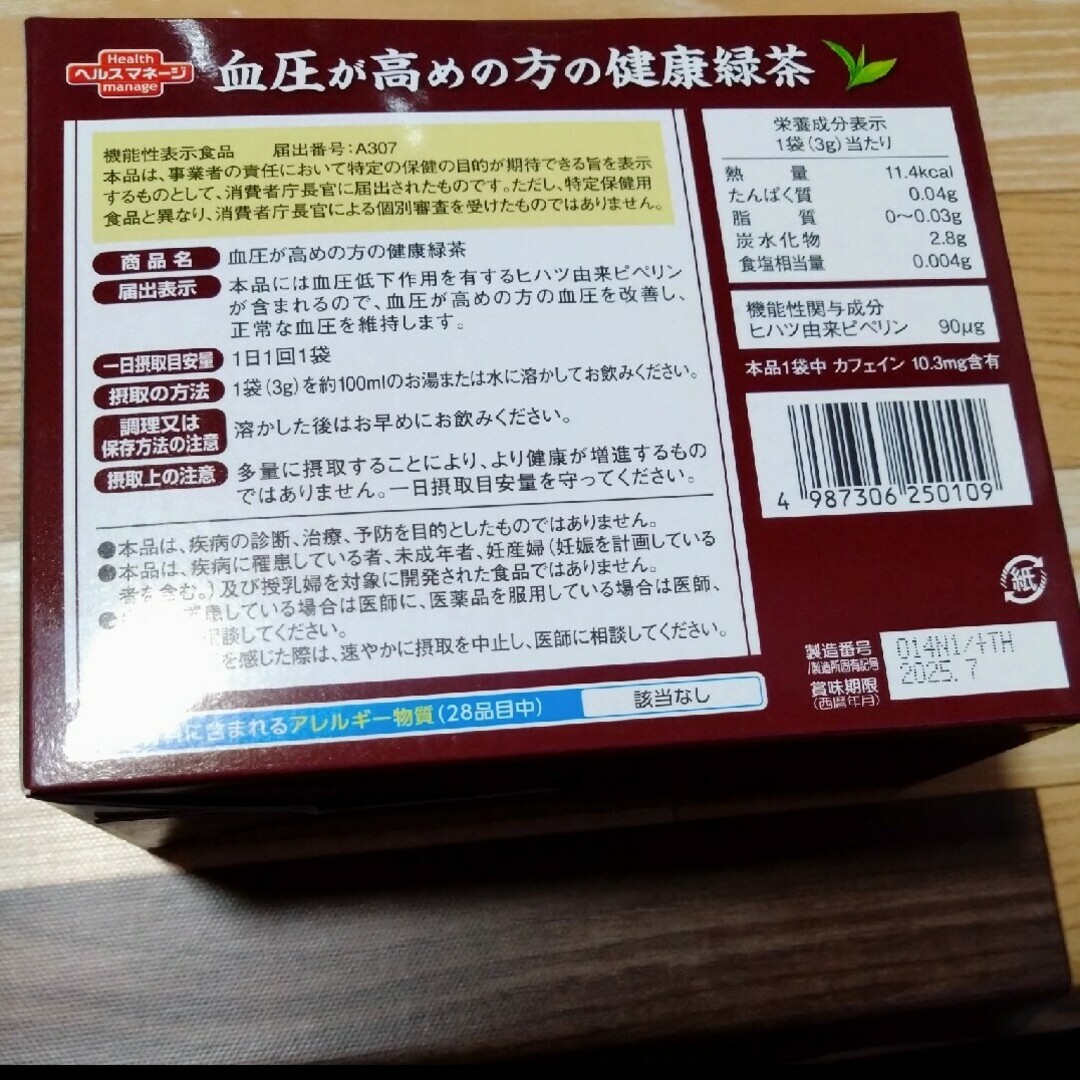 Health
ヘルスマネージ
manage
血圧が高めの方の健康緑茶
機能性表示食品 届出番号:A307
本品は、事業者の責任において特定の保健の目的が期待できる旨を表示
するものとして、消費者庁長官に届出されたものです。ただし、特定保健用
食品と異なり、消費者庁長官による個別審査を受けたものではありません。
商品名 血圧が高めの方の健康緑茶
届出表示 本品には血圧低下作用を有するヒハツ由来ピペリン
が含まれるので、血圧が高めの方の血圧を改善し、
正常な血圧を維持します。
一日摂取目安量 1日1回1袋
摂取の方法 1袋(3g)を約100mlのお湯または水に溶かしてお飲みください。
調理又は
保存方法の注意 溶かした後はお早めにお飲みください。
摂取上の注意 多量に摂取することにより、より健康が増進するもの
ではありません。一日摂取目安量を守ってください。
●本品は、疾病の診断、治療、予防を目的としたものではありません。
●本品は、疾病に罹患している者、未成年者、妊産婦(妊娠を計画している
者を含む。)及び授乳婦を対象に開発された食品ではありません。
している場合は医師に、医薬品を服用している場合は医師、
談してください。
を感じた際は、速やかに摂取を中止し、医師に相談してください。
に含まれるアレルギー物質(28品目中) 該当なし
栄養成分表示
1袋(3g)当たり
熱量 11.4kcal
たんぱく質 0.04g
脂質 0〜0.03g
炭水化物 2.8g
食塩相当量 0.004g
機能性関与成分
ヒハツ由来ピペリン 90μg
本品1袋中 カフェイン 10.3mg含有
4 987306 250109
紙
製造番号
/製造所固有記号
014N1/
賞味期限
(西暦年月)
2025.7